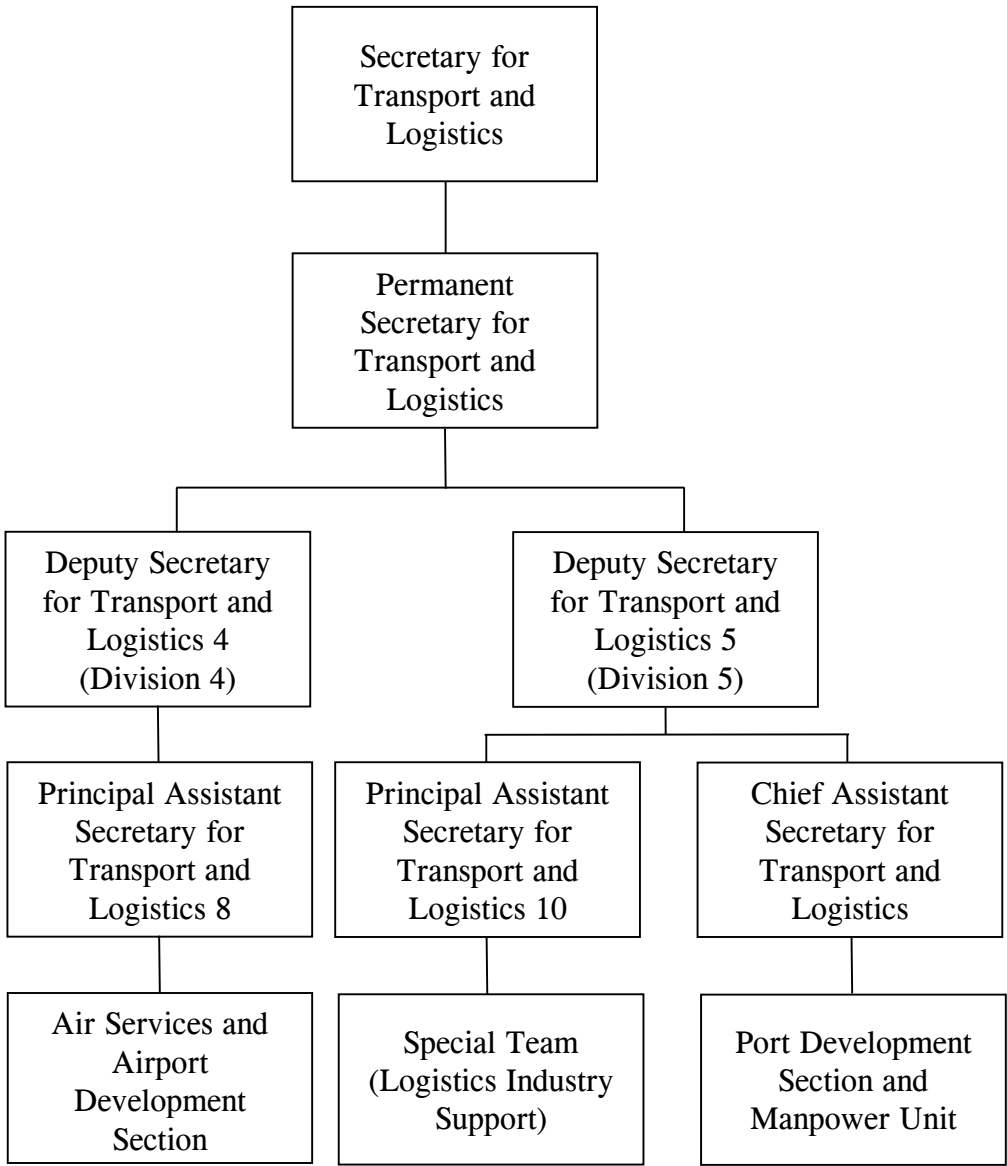 Secretary for
Transport and
Logistics
Permanent
Secretary for
Transport and
Logistics
Deputy Secretary
for Transport and
Logistics 4
(Division 4)
Deputy Secretary
for Transport and
Logistics 5
(Division 5)
Principal Assistant
Secretary for
Transport and
Logistics 8
Principal Assistant
Secretary for
Transport and
Logistics 10
Chief Assistant
Secretary for
Transport and
Logistics
Air Services and
Airport
Development
Section
Special Team
(Logistics Industry
Support)
Port Development
Section and
Manpower Unit